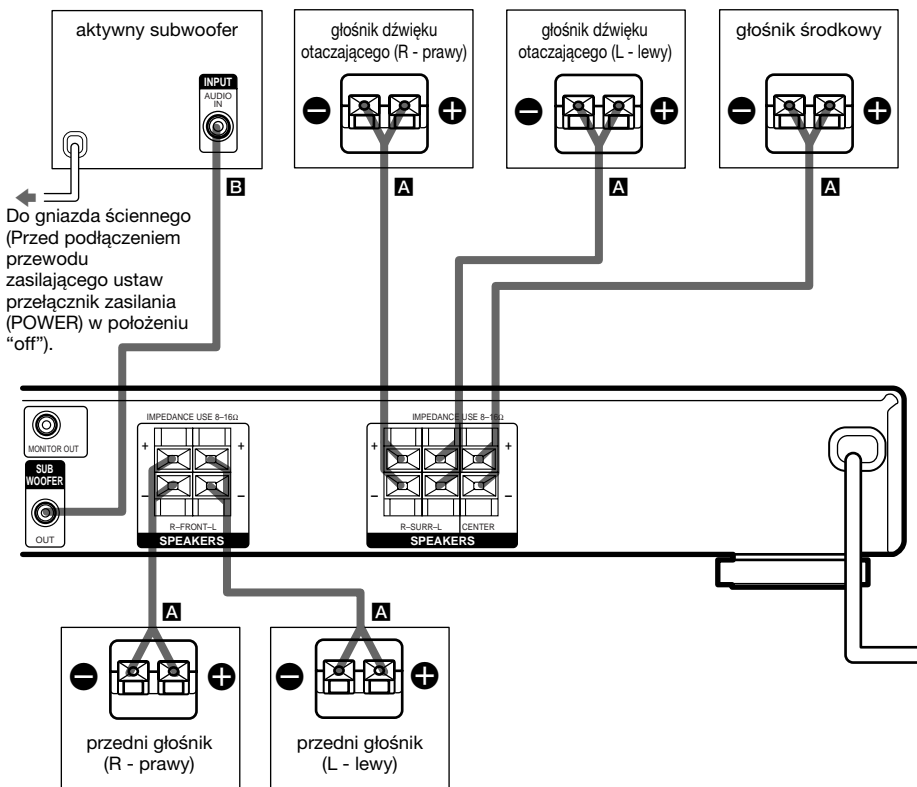 aktywny subwoofer
INPUT
AUDIO
IN
głośnik dźwięku
otaczającego (R - prawy)
głośnik dźwięku
otaczającego (L - lewy)
głośnik środkowy
− +
− +
− +
B
A
A
A
Do gniazda ściennego
(Przed podłączeniem
przewodu
zasilającego ustaw
przełącznik zasilania
(POWER) w położeniu
“off”).
MONITOR OUT
SUB
WOOFER
OUT
IMPEDANCE USE 8–16Ω
+ +
− −
R–FRONT–L
SPEAKERS
IMPEDANCE USE 8–16Ω
+ +
− −
R–SURR–L CENTER
SPEAKERS
A
A
− +
− +
przedni głośnik
(R - prawy)
przedni głośnik
(L - lewy)